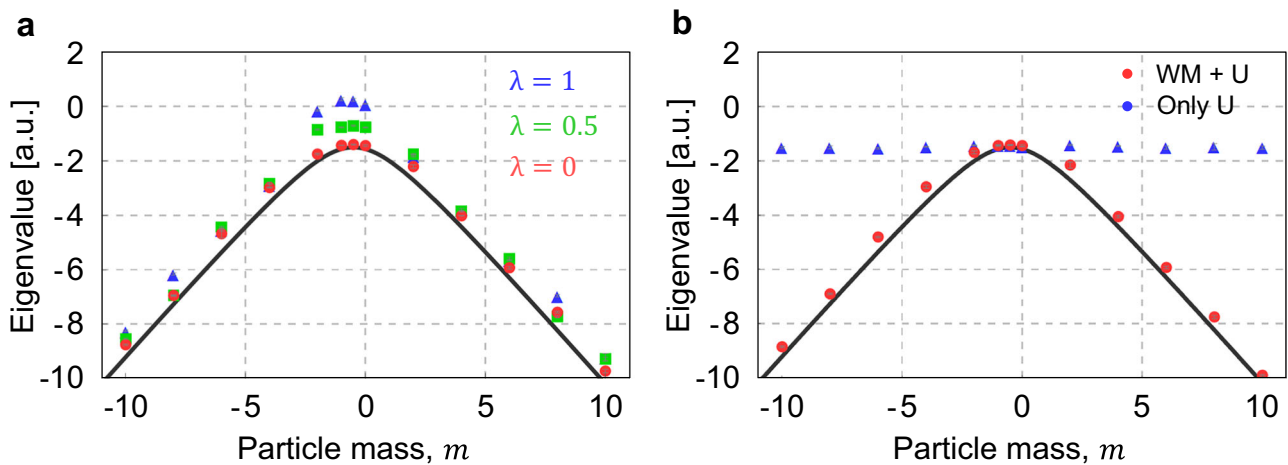 a
2
0
-2
-4
-6
-8
-10
Eigenvalue [a.u.]
λ = 1
λ = 0.5
λ = 0
-10 -5 0 5 10
Particle mass, m
b
2
0
-2
-4
-6
-8
-10
Eigenvalue [a.u.]
WM + U
Only U
-10 -5 0 5 10
Particle mass, m